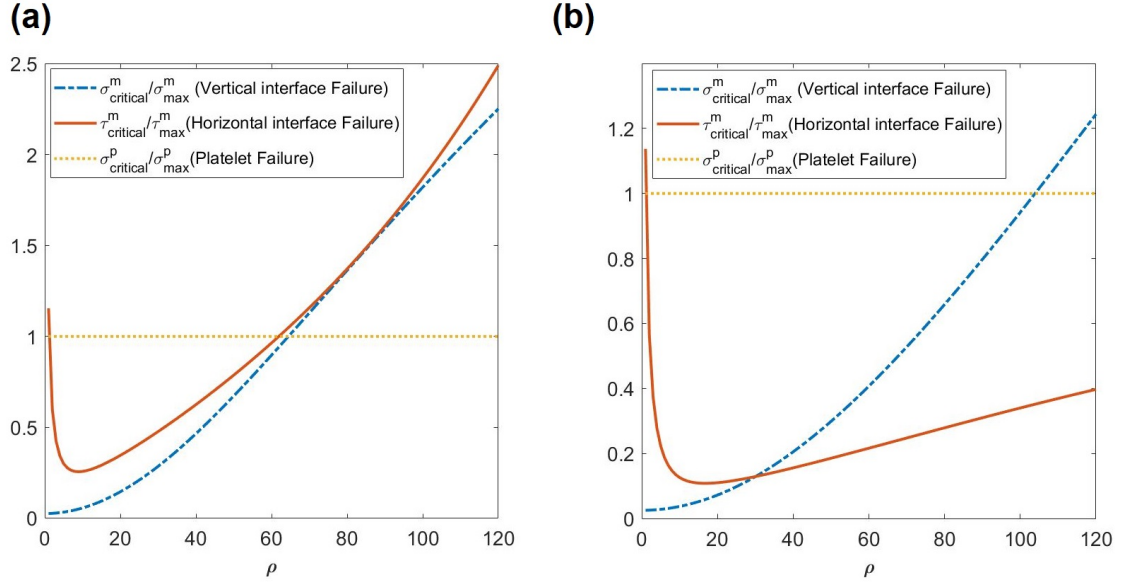 (a)
2.5
2
1.5
1
0.5
0
0 20 40 60 80 100 120
ρ
σ^m_critical/σ^m_max (Vertical interface Failure)
τ^m_critical/τ^m_max(Horizontal interface Failure)
σ^p_critical/σ^p_max(Platelet Failure)
(b)
1.2
1
0.8
0.6
0.4
0.2
0
0 20 40 60 80 100 120
ρ
σ^m_critical/σ^m_max (Vertical interface Failure)
τ^m_critical/τ^m_max(Horizontal interface Failure)
σ^p_critical/σ^p_max(Platelet Failure)